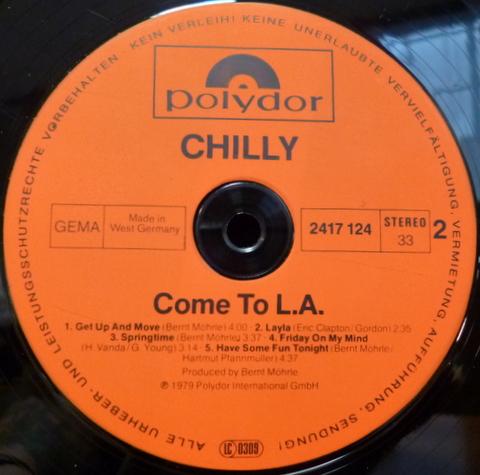 ALLE URHEBER- UND LEISTUNGSSCHUTZRECHTE VORBEHALTEN · KEIN VERLEIH! KEINE UNERLAUBTE VERVIELFÄLTIGUNG, VERMIETUNG, AUFFÜHRUNG, SENDUNG!
polydor
CHILLY
GEMA
Made in
West Germany
2417 124
STEREO
33
2
Come To L.A.
1. Get Up And Move (Bernt Möhrle) 4:00 · 2. Layla (Eric Clapton/Gordon) 2:35
3. Springtime (Bernt Möhrle) 3:37 · 4. Friday On My Mind
(H. Vanda/G. Young) 3:14 · 5. Have Some Fun Tonight (Bernt Möhrle/
Hartmut Pfannmüller) 4:37
Produced by Bernt Möhrle
℗ 1979 Polydor International GmbH
LC 0309